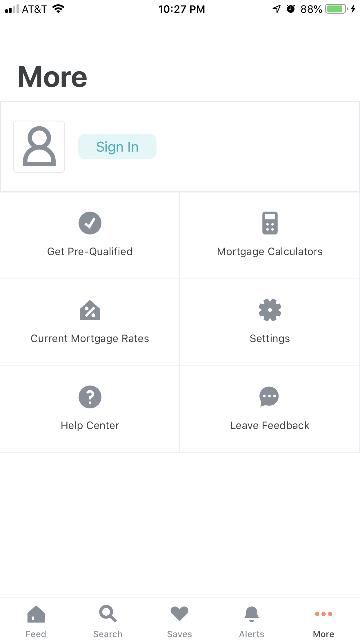 AT&T 10:27 PM 88%
More
Sign In
Get Pre-Qualified Mortgage Calculators
Current Mortgage Rates Settings
Help Center Leave Feedback
Feed Search Saves Alerts More